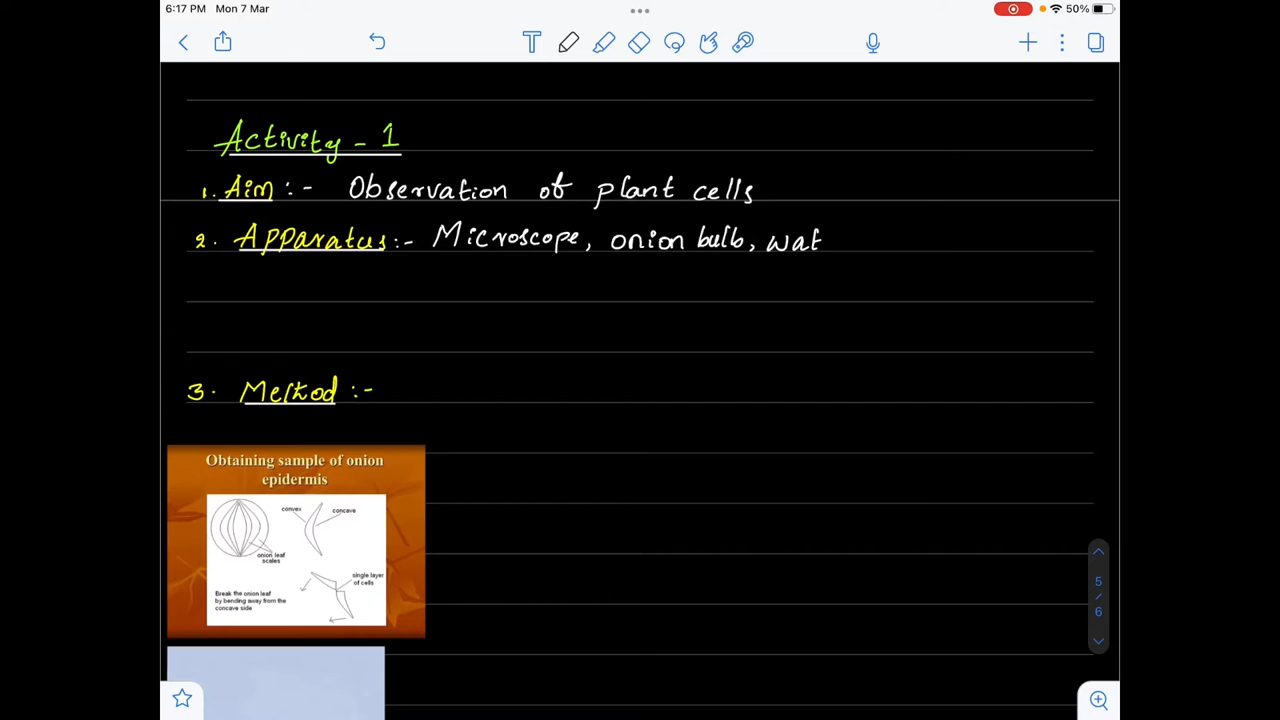 6:17 PM Mon 7 Mar
50%
Activity - 1
1. Aim :- Observation of plant cells
2. Apparatus :- Microscope, onion bulb, wat
3. Method :-
Obtaining sample of onion
epidermis
convex
concave
onion leaf
scales
single layer
of cells
Break the onion leaf
by bending away from the
concave side
5
/
6